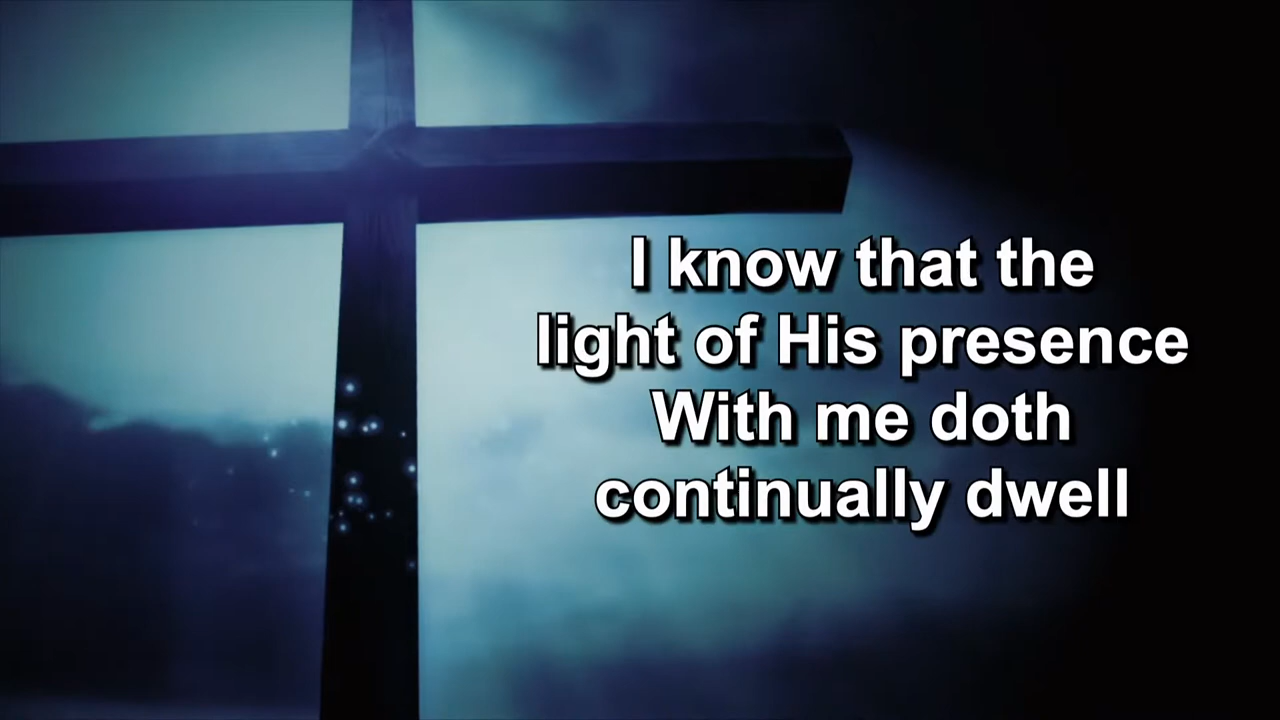 I know that the
light of His presence
With me doth
continually dwell